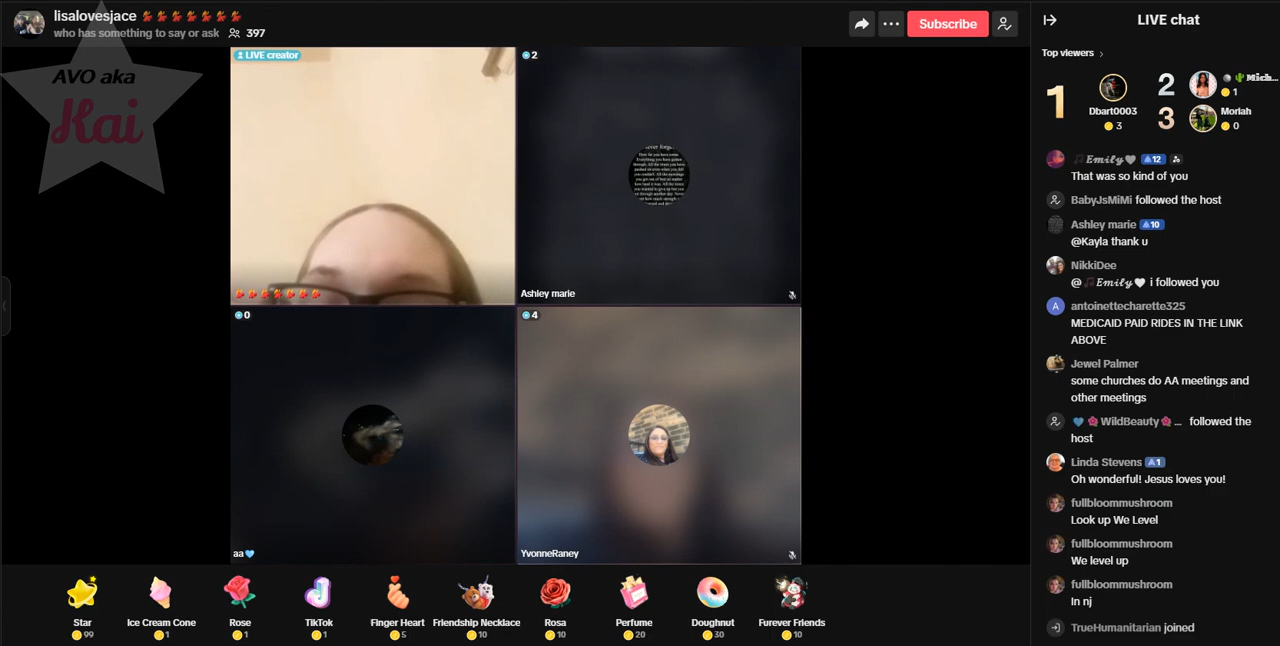 lisalovesjace
who has something to say or ask 397
Subscribe
LIVE chat
AVO aka
Kai
LIVE creator
2
Ashley marie
0
aa
4
YvonneRaney
Star
99
Ice Cream Cone
1
Rose
1
TikTok
1
Finger Heart
5
Friendship Necklace
10
Rosa
10
Perfume
20
Doughnut
30
Furever Friends
10
Top viewers
1
Dbart0003
3
2
1
3
Moriah
0
𝓔𝓶𝓲𝓵𝔂🤍 12
That was so kind of you
BabyJsMiMi followed the host
Ashley marie 10
@Kayla thank u
NikkiDee
@🎵𝓔𝓶𝓲𝓵𝔂🤍 i followed you
antoinettecharette325
MEDICAID PAID RIDES IN THE LINK
ABOVE
Jewel Palmer
some churches do AA meetings and
other meetings
WildBeauty🌺 ... followed the
host
Linda Stevens 1
Oh wonderful! Jesus loves you!
fullbloommushroom
Look up We Level
fullbloommushroom
We level up
fullbloommushroom
In nj
TrueHumanitarian joined